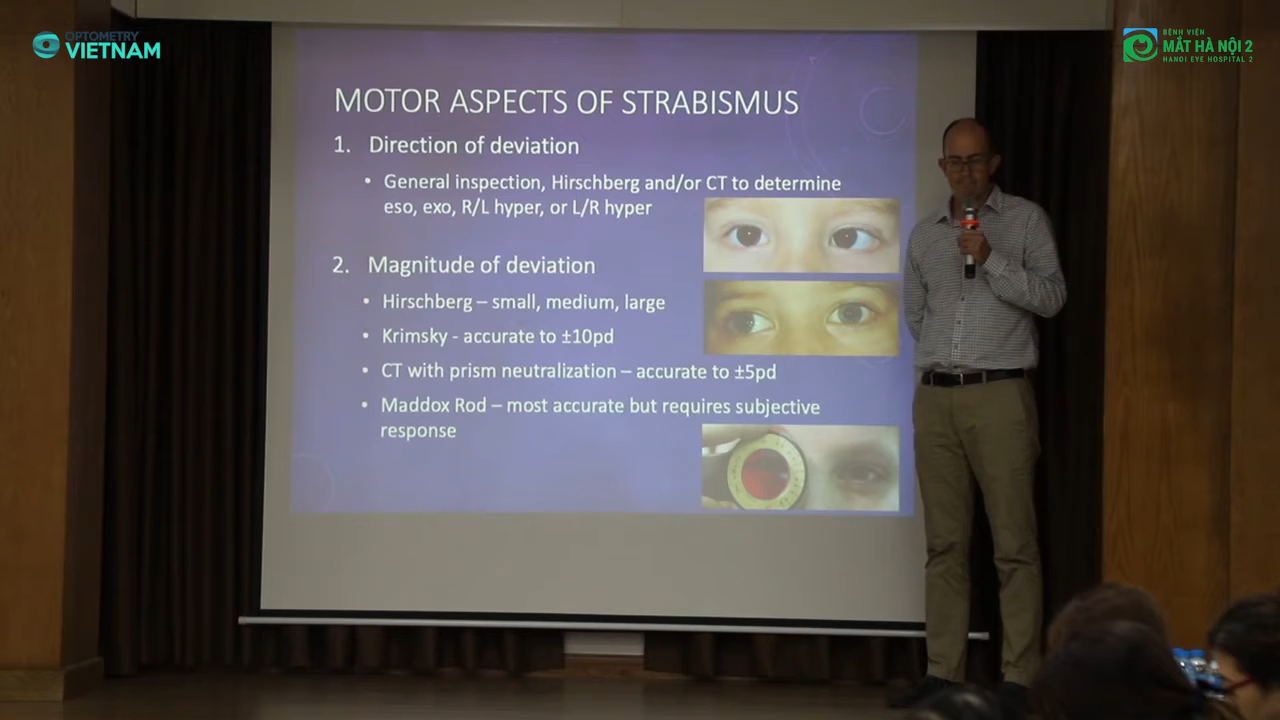 OPTOMETRY
VIETNAM
BỆNH VIỆN
MẮT HÀ NỘI 2
HANOI EYE HOSPITAL 2
MOTOR ASPECTS OF STRABISMUS
1. Direction of deviation
• General inspection, Hirschberg and/or CT to determine
eso, exo, R/L hyper, or L/R hyper
2. Magnitude of deviation
• Hirschberg – small, medium, large
• Krimsky - accurate to ±10pd
• CT with prism neutralization – accurate to ±5pd
• Maddox Rod – most accurate but requires subjective
response